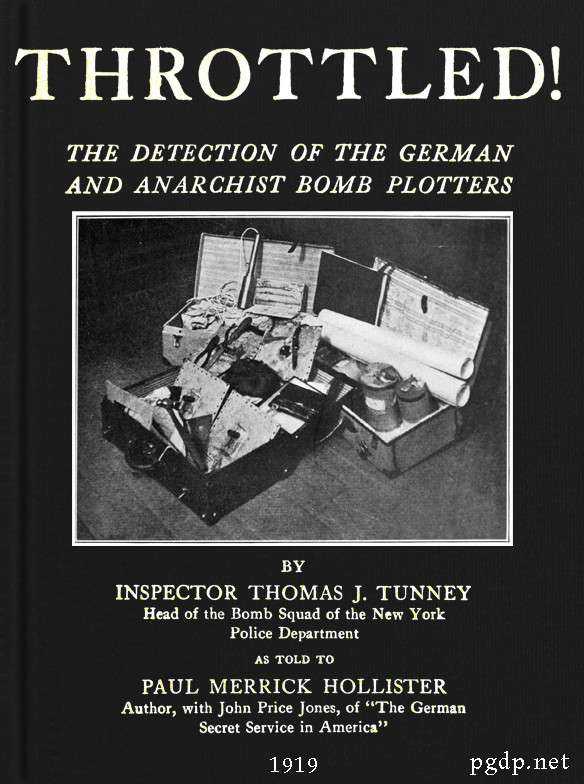 THROTTLED!
THE DETECTION OF THE GERMAN
AND ANARCHIST BOMB PLOTTERS
BY
INSPECTOR THOMAS J. TUNNEY
Head of the Bomb Squad of the New York
Police Department
AS TOLD TO
PAUL MERRICK HOLLISTER
Author, with John Price Jones, of "The German
Secret Service in America"
1919
pgdp.net